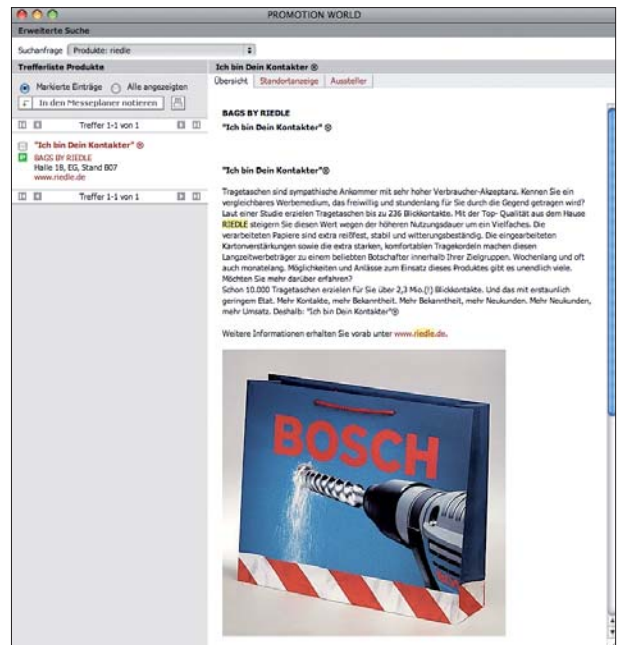 PROMOTION WORLD
Erweiterte Suche
Suchanfrage Produkte: riedle
Trefferliste Produkte
Markierte Einträge Alle angezeigten
In den Messeplaner notieren
Treffer 1-1 von 1
"Ich bin Dein Kontakter" ®
BAGS BY RIEDLE
Halle 18, EG, Stand B07
www.riedle.de
Treffer 1-1 von 1
Ich bin Dein Kontakter ®
Übersicht Standortanzeige Aussteller
BAGS BY RIEDLE
"Ich bin Dein Kontakter" ®
"Ich bin Dein Kontakter"®
Tragetaschen sind sympathische Ankommer mit sehr hoher Verbraucher-Akzeptanz. Kennen Sie ein
vergleichbares Werbemedium, das freiwillig und stundenlang für Sie durch die Gegend getragen wird?
Laut einer Studie erzielen Tragetaschen bis zu 236 Blickkontakte. Mit der Top- Qualität aus dem Hause
RIEDLE steigern Sie diesen Wert wegen der höheren Nutzungsdauer um ein Vielfaches. Die
verarbeiteten Papiere sind extra reißfest, stabil und witterungsbeständig. Die eingearbeiteten
Kartonverstärkungen sowie die extra starken, komfortablen Tragekordeln machen diesen
Langzeitwerbeträger zu einem beliebten Botschafter innerhalb Ihrer Zielgruppen. Wochenlang und oft
auch monatelang. Möglichkeiten und Anlässe zum Einsatz dieses Produktes gibt es unendlich viele.
Möchten Sie mehr darüber erfahren?
Schon 10.000 Tragetaschen erzielen für Sie über 2,3 Mio.(!) Blickkontakte. Und das mit erstaunlich
geringem Etat. Mehr Kontakte, mehr Bekanntheit. Mehr Bekanntheit, mehr Neukunden. Mehr Neukunden,
mehr Umsatz. Deshalb: "Ich bin Dein Kontakter"®
Weitere Informationen erhalten Sie vorab unter www.riedle.de.
BOSCH